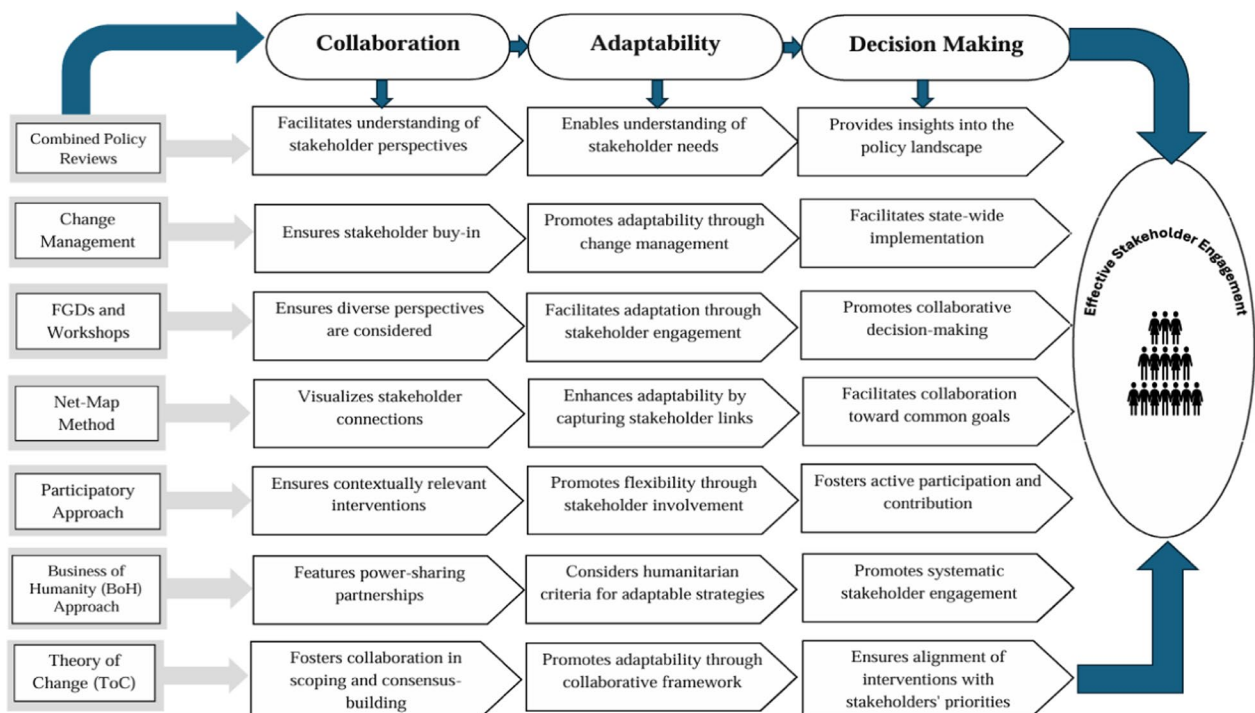 Collaboration
Adaptability
Decision Making
Combined Policy
Reviews
Facilitates understanding of
stakeholder perspectives
Enables understanding of
stakeholder needs
Provides insights into the
policy landscape
Change
Management
Ensures stakeholder buy-in
Promotes adaptability through
change management
Facilitates state-wide
implementation
FGDs and
Workshops
Ensures diverse perspectives
are considered
Facilitates adaptation through
stakeholder engagement
Promotes collaborative
decision-making
Net-Map
Method
Visualizes stakeholder
connections
Enhances adaptability by
capturing stakeholder links
Facilitates collaboration
toward common goals
Participatory
Approach
Ensures contextually relevant
interventions
Promotes flexibility through
stakeholder involvement
Fosters active participation and
contribution
Business of
Humanity (BoH)
Approach
Features power-sharing
partnerships
Considers humanitarian
criteria for adaptable strategies
Promotes systematic
stakeholder engagement
Theory of
Change (ToC)
Fosters collaboration in
scoping and consensus-
building
Promotes adaptability through
collaborative framework
Ensures alignment of
interventions with
stakeholders' priorities
Effective Stakeholder Engagement